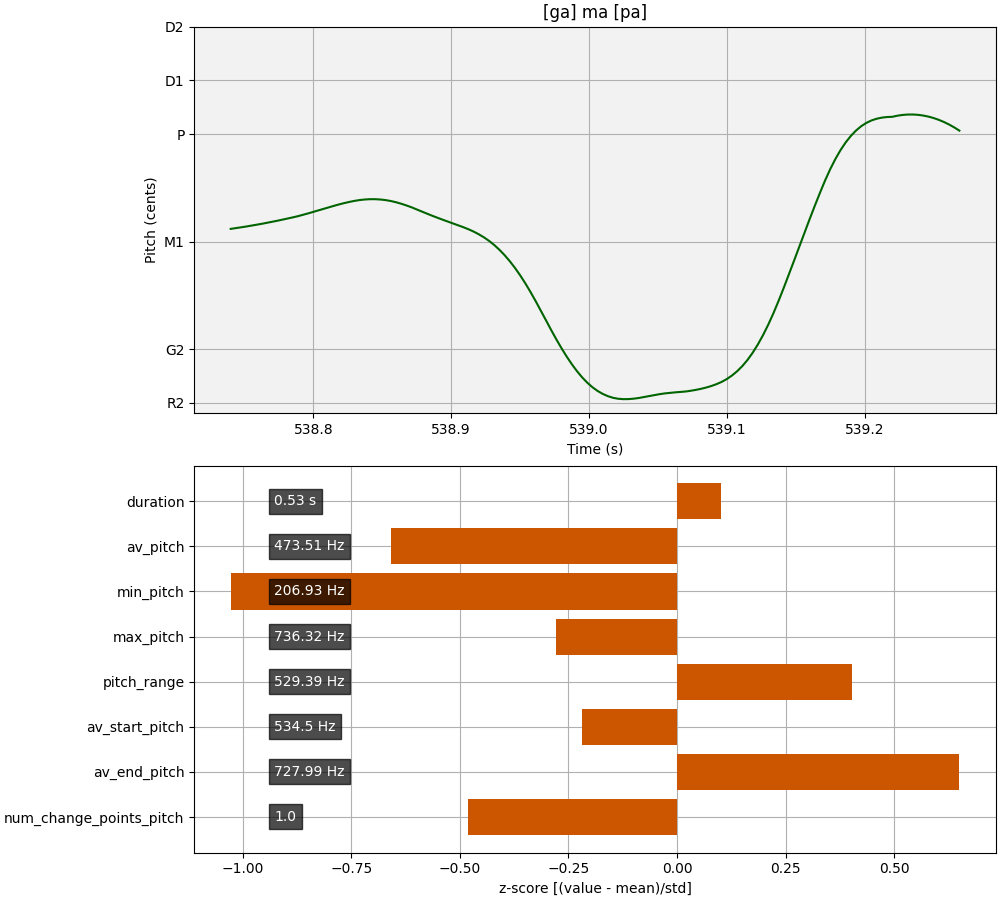 [ga] ma [pa]
D2
D1
P
M1
G2
R2
Pitch (cents)
538.8 538.9 539.0 539.1 539.2
Time (s)
duration 0.53 s
av_pitch 473.51 Hz
min_pitch 206.93 Hz
max_pitch 736.32 Hz
pitch_range 529.39 Hz
av_start_pitch 534.5 Hz
av_end_pitch 727.99 Hz
num_change_points_pitch 1.0
−1.00 −0.75 −0.50 −0.25 0.00 0.25 0.50
z-score [(value - mean)/std]